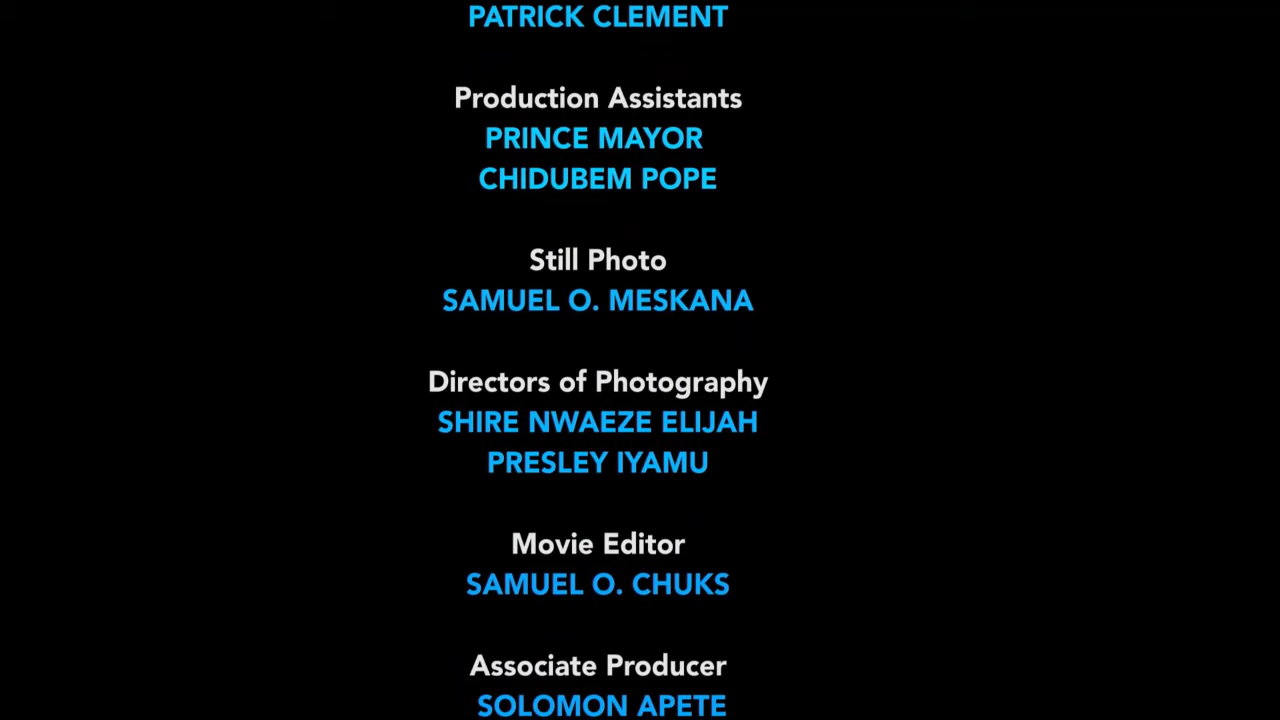 PATRICK CLEMENT
Production Assistants
PRINCE MAYOR
CHIDUBEM POPE
Still Photo
SAMUEL O. MESKANA
Directors of Photography
SHIRE NWAEZE ELIJAH
PRESLEY IYAMU
Movie Editor
SAMUEL O. CHUKS
Associate Producer
SOLOMON APETE